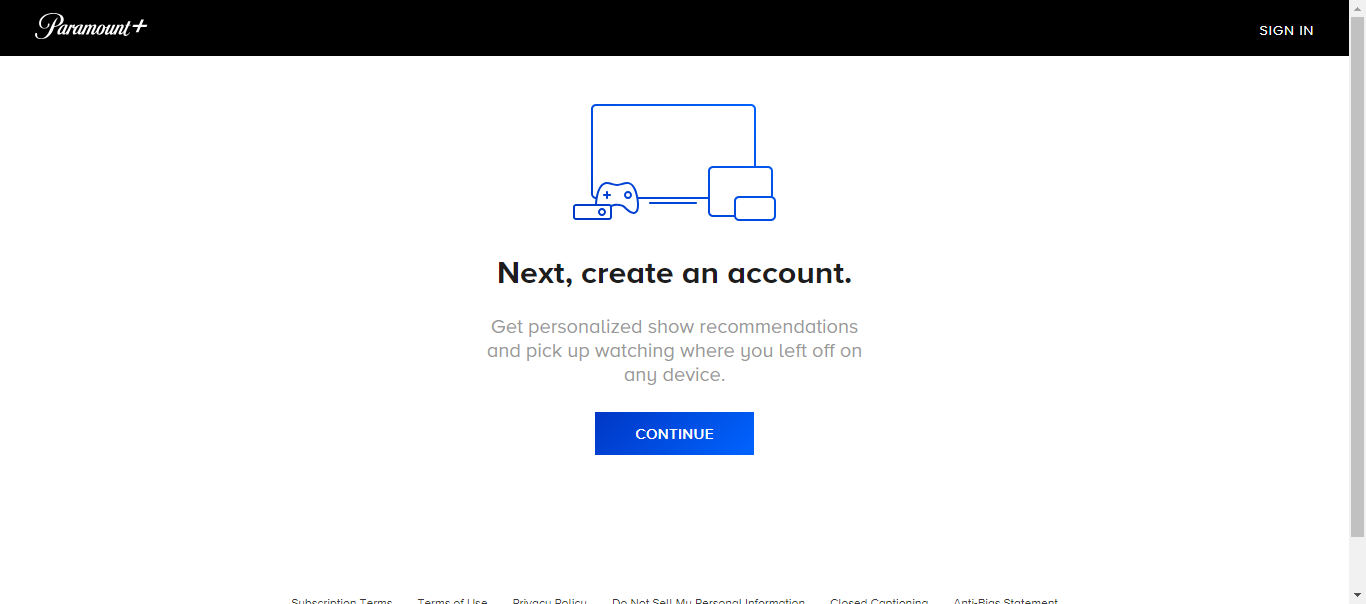 Paramount+
SIGN IN
Next, create an account.
Get personalized show recommendations
and pick up watching where you left off on
any device.
CONTINUE
Subscription Terms Terms of Use Privacy Policy Do Not Sell My Personal Information Closed Captioning Anti-Bias Statement